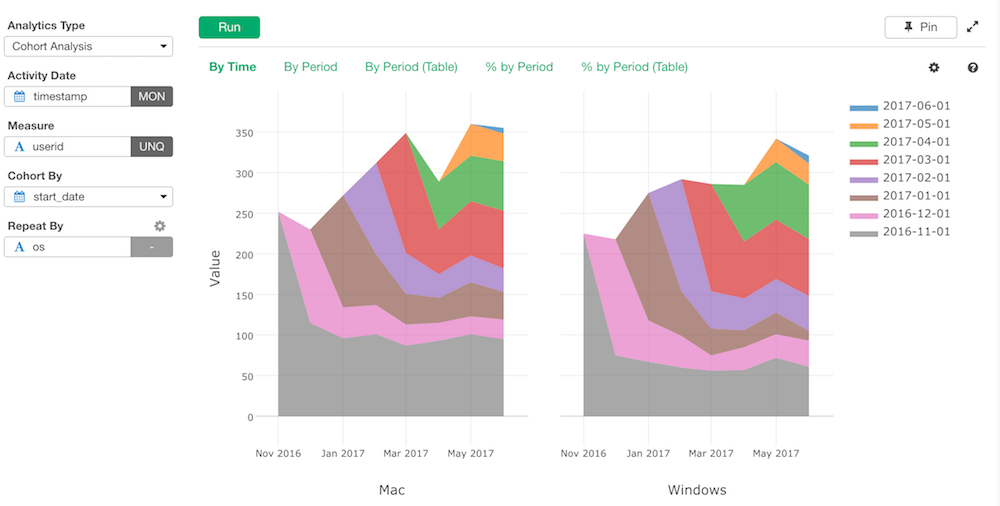 Analytics Type
Cohort Analysis
Activity Date
timestamp MON
Measure
A userid UNQ
Cohort By
start_date
Repeat By
A os -
Run
Pin
By Time By Period By Period (Table) % by Period % by Period (Table)
?
Value
350
300
250
200
150
100
50
0
Nov 2016 Jan 2017 Mar 2017 May 2017
Mac
Nov 2016 Jan 2017 Mar 2017 May 2017
Windows
2017-06-01
2017-05-01
2017-04-01
2017-03-01
2017-02-01
2017-01-01
2016-12-01
2016-11-01